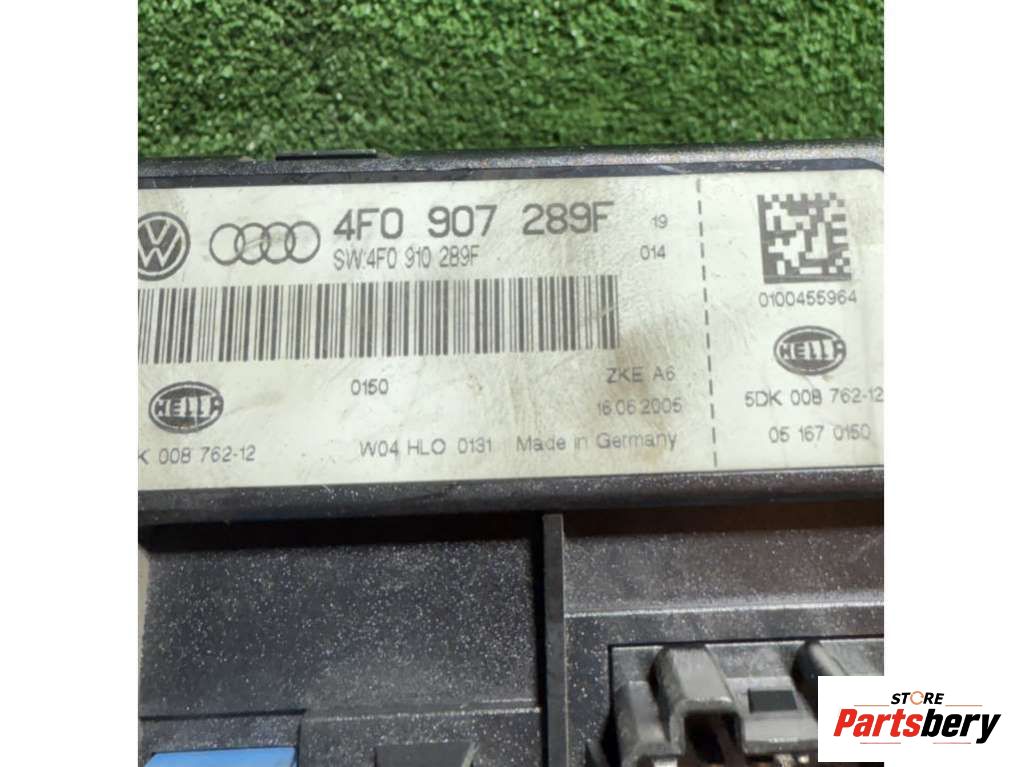 4F0 907 289F 19
SW:4F0 910 289F 014
0150
ZKE A6
16.06.2005
K 008 762-12
W04 HLO 0131 Made in Germany
HELLA
0100455964
HELLA
5DK 008 762-12
05 167 0150
STORE
Partsbery